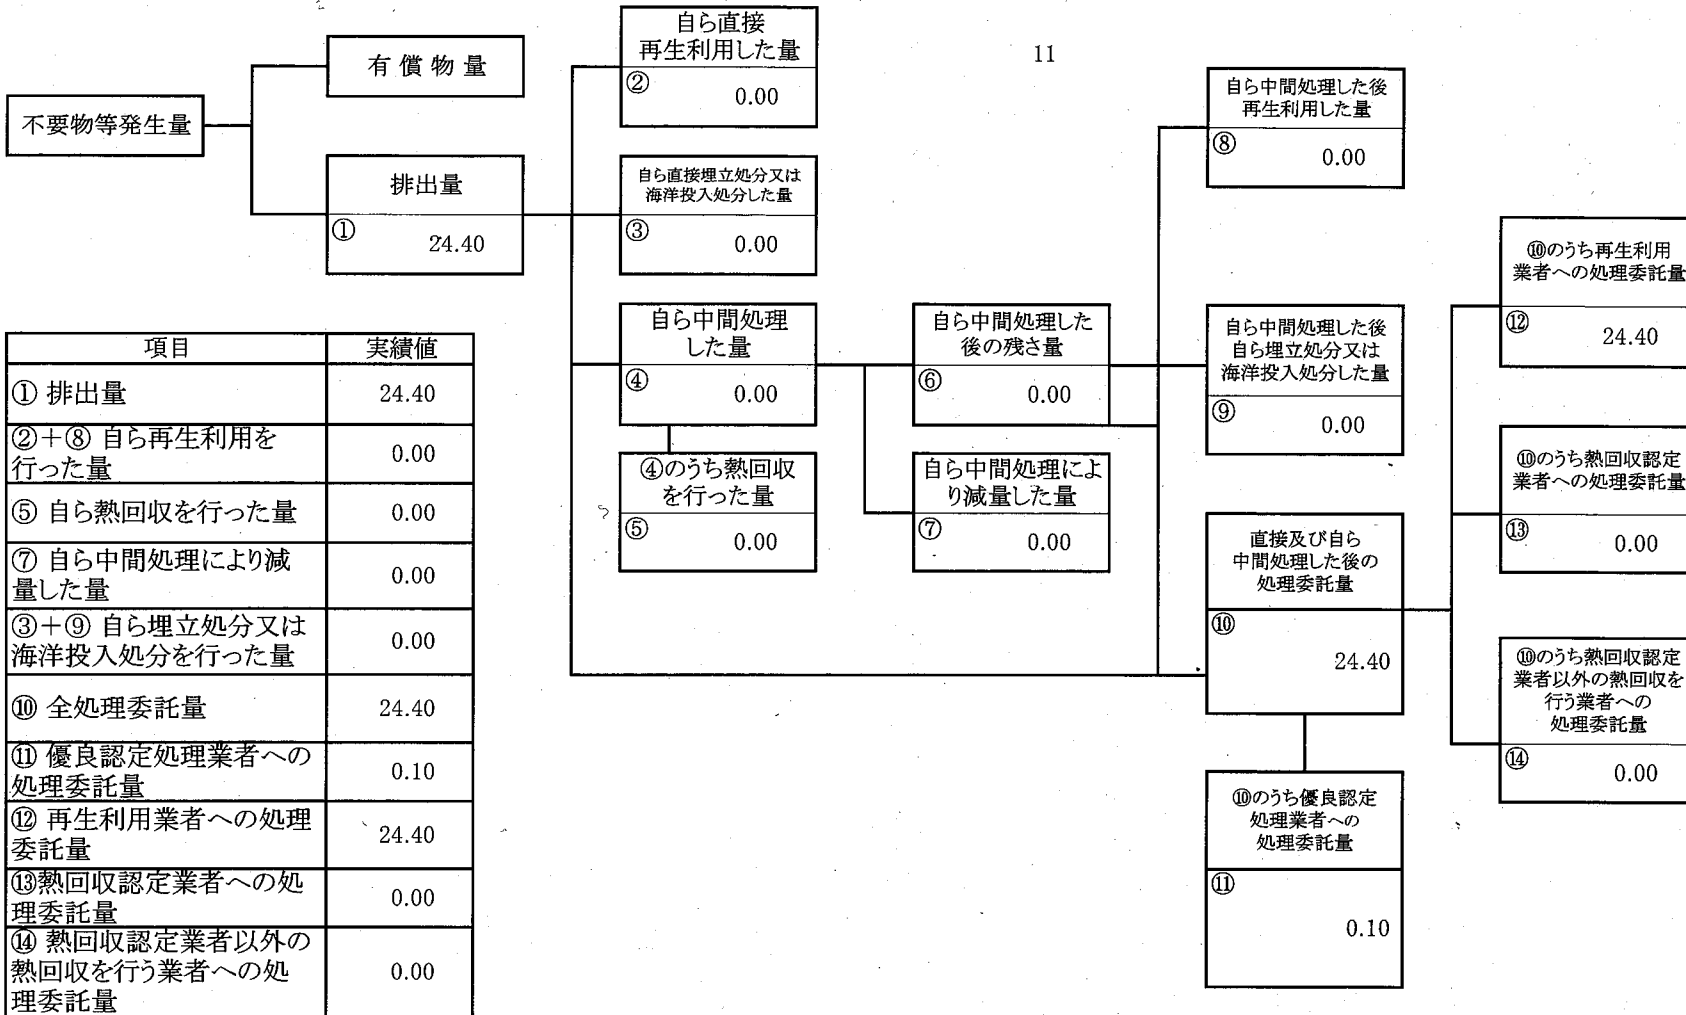 11
不要物等発生量
有 償 物 量
排出量
①
24.40
自ら直接
再生利用した量
②
0.00
自ら直接埋立処分又は
海洋投入処分した量
③
0.00
自ら中間処理
した量
④
0.00
④のうち熱回収
を行った量
⑤
0.00
自ら中間処理した
後の残さ量
⑥
0.00
自ら中間処理によ
り減量した量
⑦
0.00
自ら中間処理した後
再生利用した量
⑧
0.00
自ら中間処理した後
自ら埋立処分又は
海洋投入処分した量
⑨
0.00
直接及び自ら
中間処理した後の
処理委託量
⑩
24.40
⑩のうち優良認定
処理業者への
処理委託量
⑪
0.10
⑩のうち再生利用
業者への処理委託量
⑫
24.40
⑩のうち熱回収認定
業者への処理委託量
⑬
0.00
⑩のうち熱回収認定
業者以外の熱回収を
行う業者への
処理委託量
⑭
0.00
項目 実績値
① 排出量 24.40
②＋⑧ 自ら再生利用を
行った量 0.00
⑤ 自ら熱回収を行った量 0.00
⑦ 自ら中間処理により減
量した量 0.00
③＋⑨ 自ら埋立処分又は
海洋投入処分を行った量 0.00
⑩ 全処理委託量 24.40
⑪ 優良認定処理業者への
処理委託量 0.10
⑫ 再生利用業者への処理
委託量 24.40
⑬熱回収認定業者への処
理委託量 0.00
⑭ 熱回収認定業者以外の
熱回収を行う業者への処
理委託量 0.00